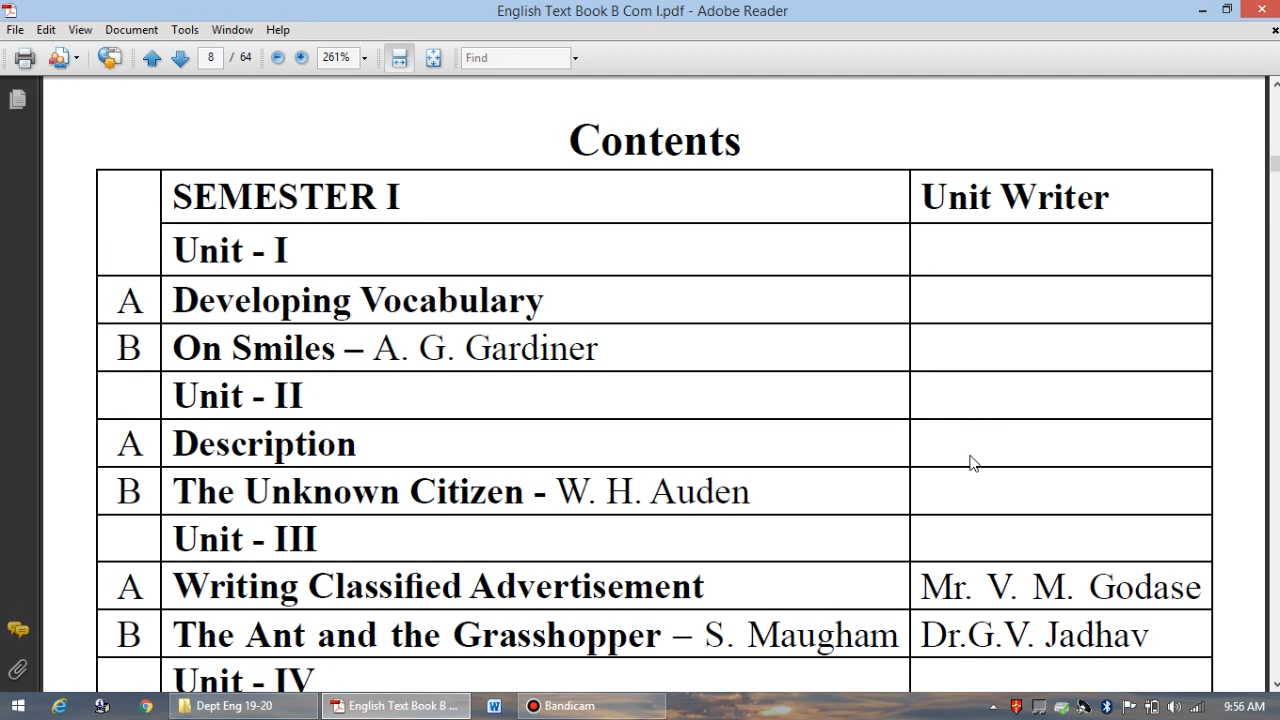 English Text Book B Com I.pdf - Adobe Reader
File Edit View Document Tools Window Help
8 / 64 261% Find
Contents
SEMESTER I Unit Writer
Unit - I
A Developing Vocabulary
B On Smiles – A. G. Gardiner
Unit - II
A Description
B The Unknown Citizen - W. H. Auden
Unit - III
A Writing Classified Advertisement Mr. V. M. Godase
B The Ant and the Grasshopper – S. Maugham Dr.G.V. Jadhav
Unit - IV
Dept Eng 19-20 English Text Book B ... Bandicam 9:56 AM